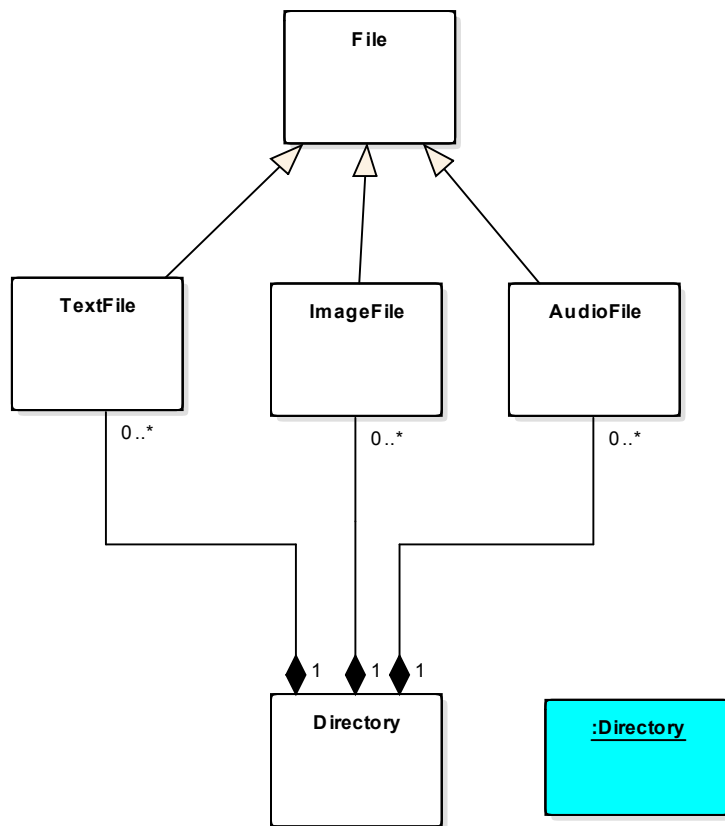 File
TextFile
ImageFile
AudioFile
0..*
0..*
0..*
1
1
1
Directory
:Directory